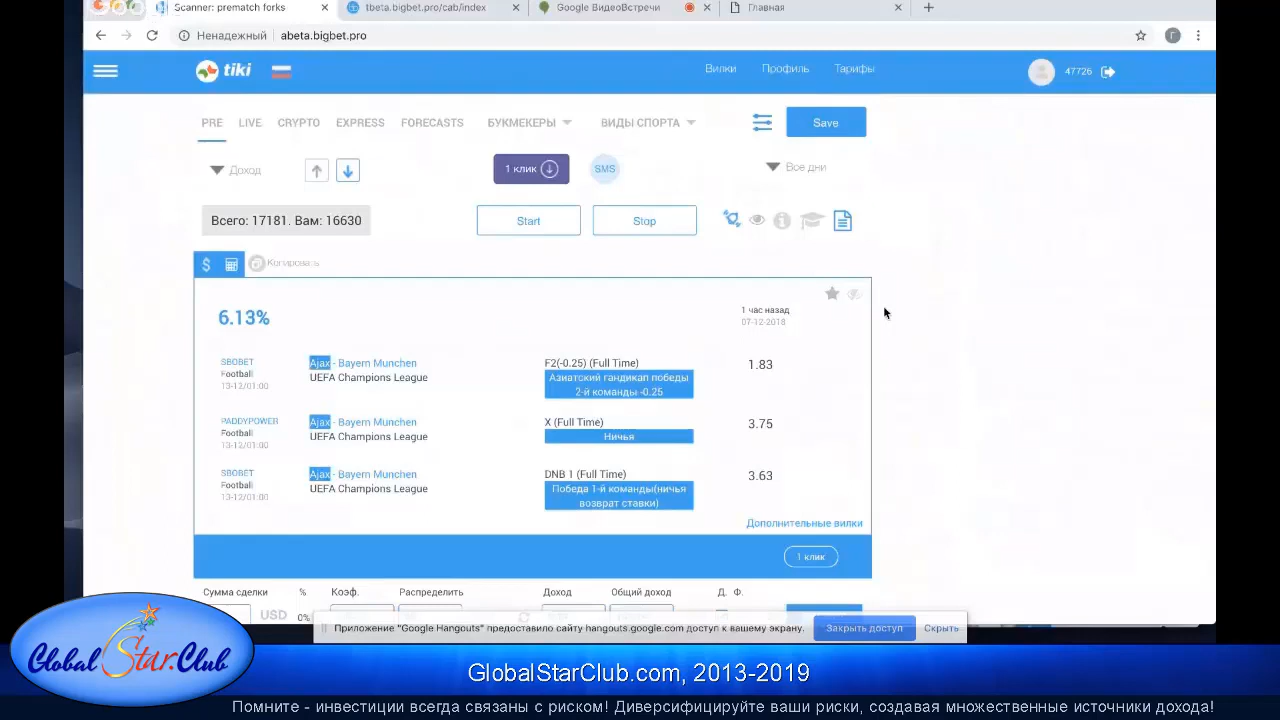 Scanner: prematch forks
tbeta.bigbet.pro/cab/index
Google ВидеоВстречи
Главная
Ненадежный
abeta.bigbet.pro
Г
tiki
Вилки
Профиль
Тарифы
47726
PRE
LIVE
CRYPTO
EXPRESS
FORECASTS
БУКМЕКЕРЫ
ВИДЫ СПОРТА
Save
Доход
1 клик
SMS
Все дни
Всего: 17181. Вам: 16630
Start
Stop
$
Копировать
6.13%
1 час назад
07-12-2018
SBOBET
Football
13-12/01:00
Ajax - Bayern Munchen
UEFA Champions League
F2(-0.25) (Full Time)
Азиатский гандикап победы
2-й команды -0.25
1.83
PADDYPOWER
Football
13-12/01:00
Ajax - Bayern Munchen
UEFA Champions League
X (Full Time)
Ничья
3.75
SBOBET
Football
13-12/01:00
Ajax - Bayern Munchen
UEFA Champions League
DNB 1 (Full Time)
Победа 1-й команды(ничья
возврат ставки)
3.63
Дополнительные вилки
1 клик
Сумма сделки
%
Коэф.
Распределить
Доход
Общий доход
Д.
Ф.
USD
0%
Приложение "Google Hangouts" предоставило сайту hangouts.google.com доступ к вашему экрану.
Закрыть доступ
Скрыть
Global Star.Club
GlobalStarClub.com, 2013-2019
Помните - инвестиции всегда связаны с риском! Диверсифицируйте ваши риски, создавая множественные источники дохода!